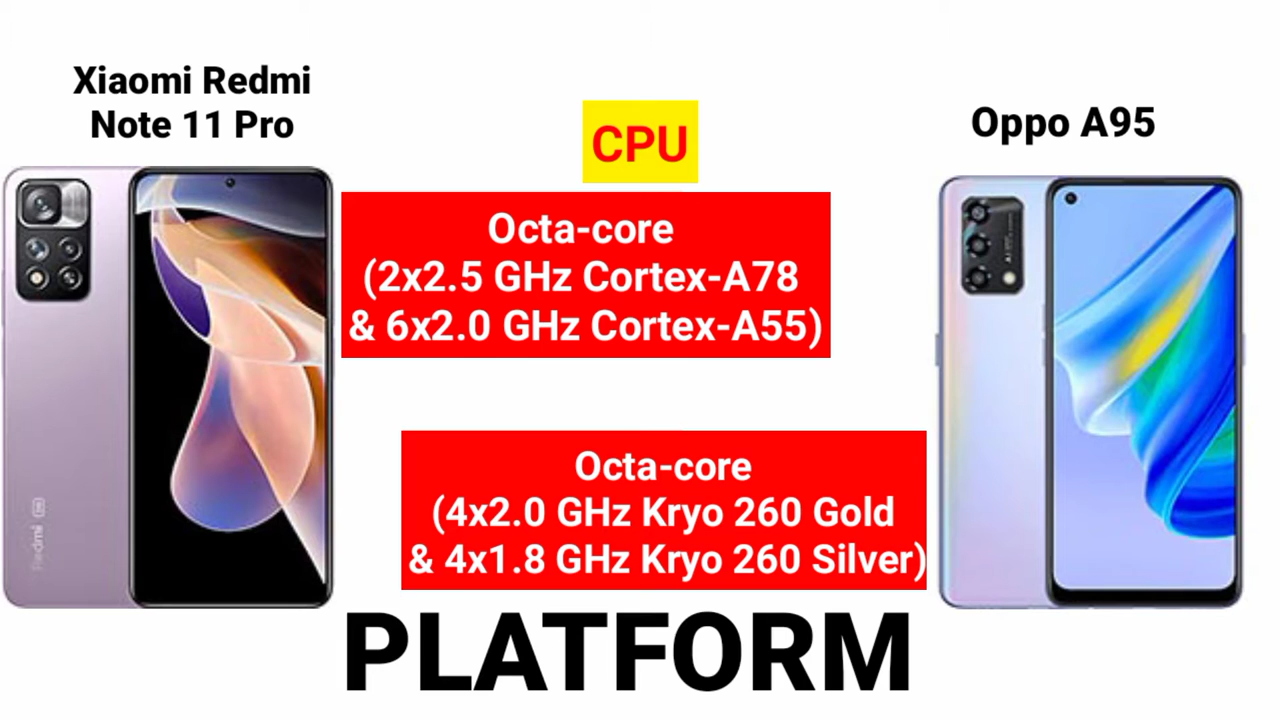 Xiaomi Redmi
Note 11 Pro
CPU
Oppo A95
Octa-core
(2x2.5 GHz Cortex-A78
& 6x2.0 GHz Cortex-A55)
Octa-core
(4x2.0 GHz Kryo 260 Gold
& 4x1.8 GHz Kryo 260 Silver)
Redmi
PLATFORM